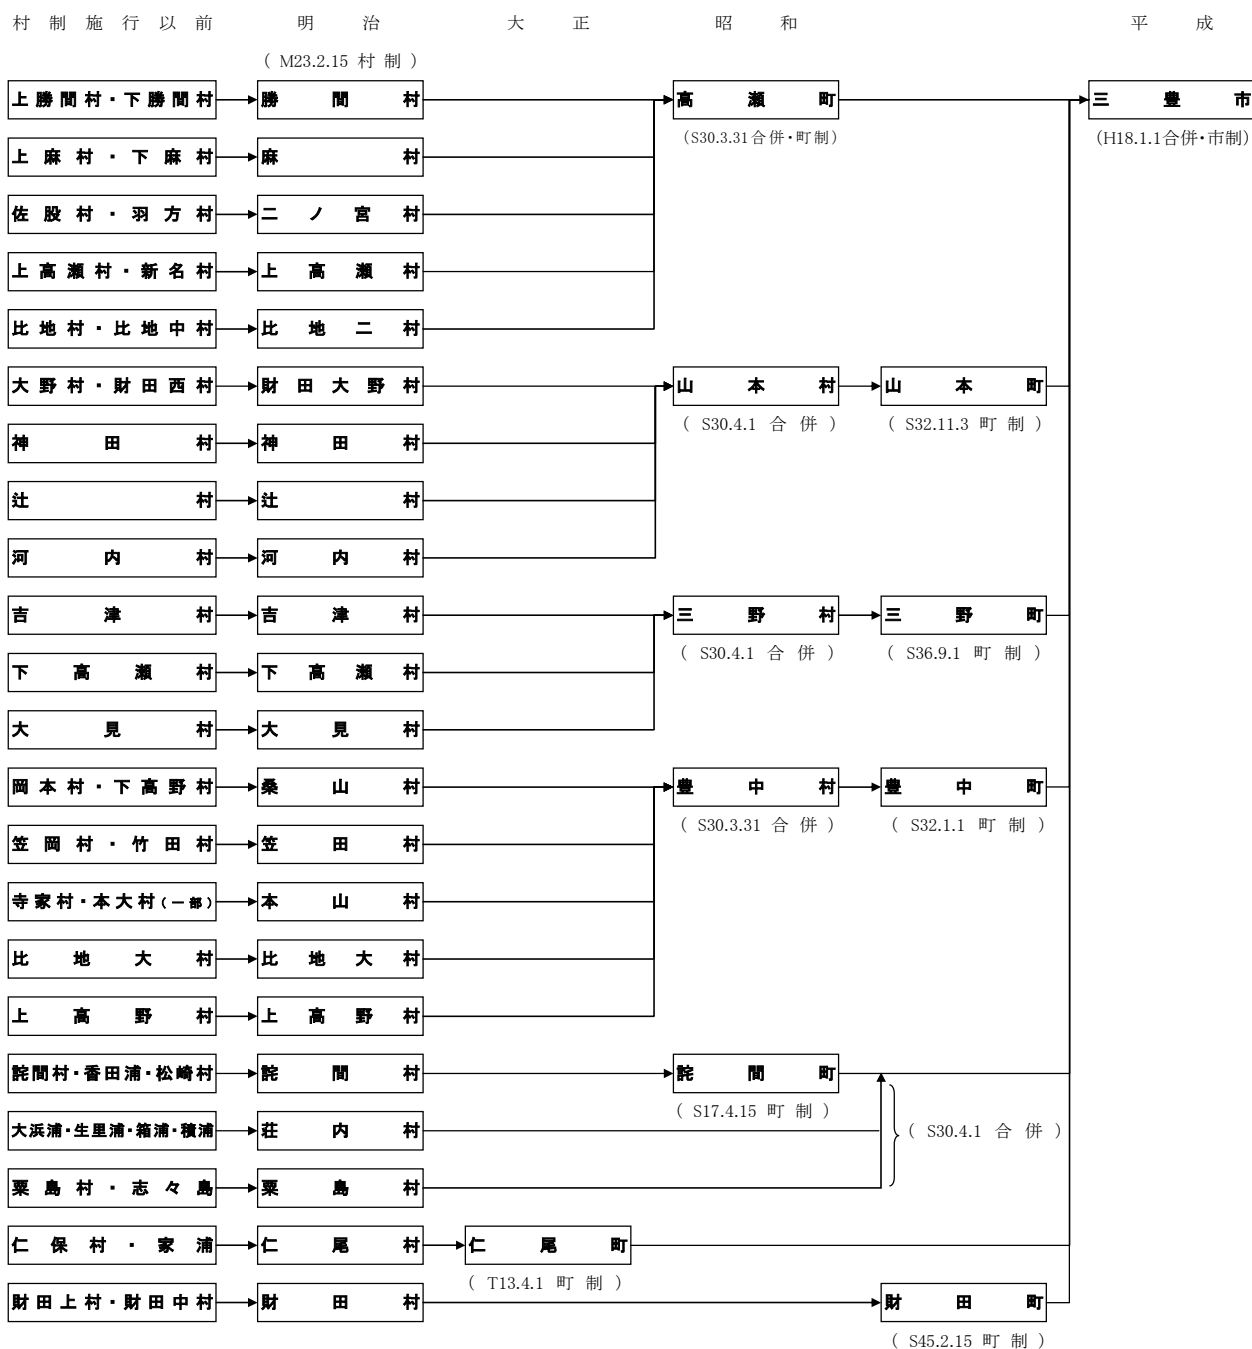 村制施行以前 明治 大正 昭和 平成
(M23.2.15 村制)
上勝間村・下勝間村 勝間村 高瀬町 三豊市
(S30.3.31合併・町制) (H18.1.1合併・市制)
上麻村・下麻村 麻村
佐股村・羽方村 二ノ宮村
上高瀬村・新名村 上高瀬村
比地村・比地中村 比地二村
大野村・財田西村 財田大野村 山本村 山本町
(S30.4.1 合併) (S32.11.3 町制)
神田村 神田村
辻村 辻村
河内村 河内村
吉津村 吉津村 三野村 三野町
(S30.4.1 合併) (S36.9.1 町制)
下高瀬村 下高瀬村
大見村 大見村
岡本村・下高野村 桑山村 豊中村 豊中町
(S30.3.31 合併) (S32.1.1 町制)
笠岡村・竹田村 笠田村
寺家村・本大村(一部) 本山村
比地大村 比地大村
上高野村 上高野村
詫間村・香田浦・松崎村 詫間村 詫間町
(S17.4.15 町制)
大浜浦・生里浦・箱浦・積浦 荘内村 (S30.4.1 合併)
粟島村・志々島 粟島村
仁保村・家浦 仁尾村 仁尾町
(T13.4.1 町制)
財田上村・財田中村 財田村 財田町
(S45.2.15 町制)